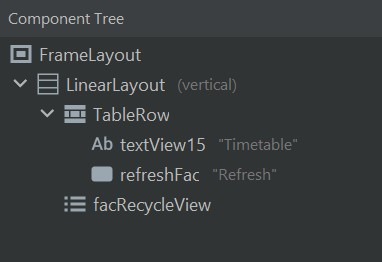 Component Tree
FrameLayout
LinearLayout (vertical)
TableRow
Ab textView15 "Timetable"
refreshFac "Refresh"
facRecycleView